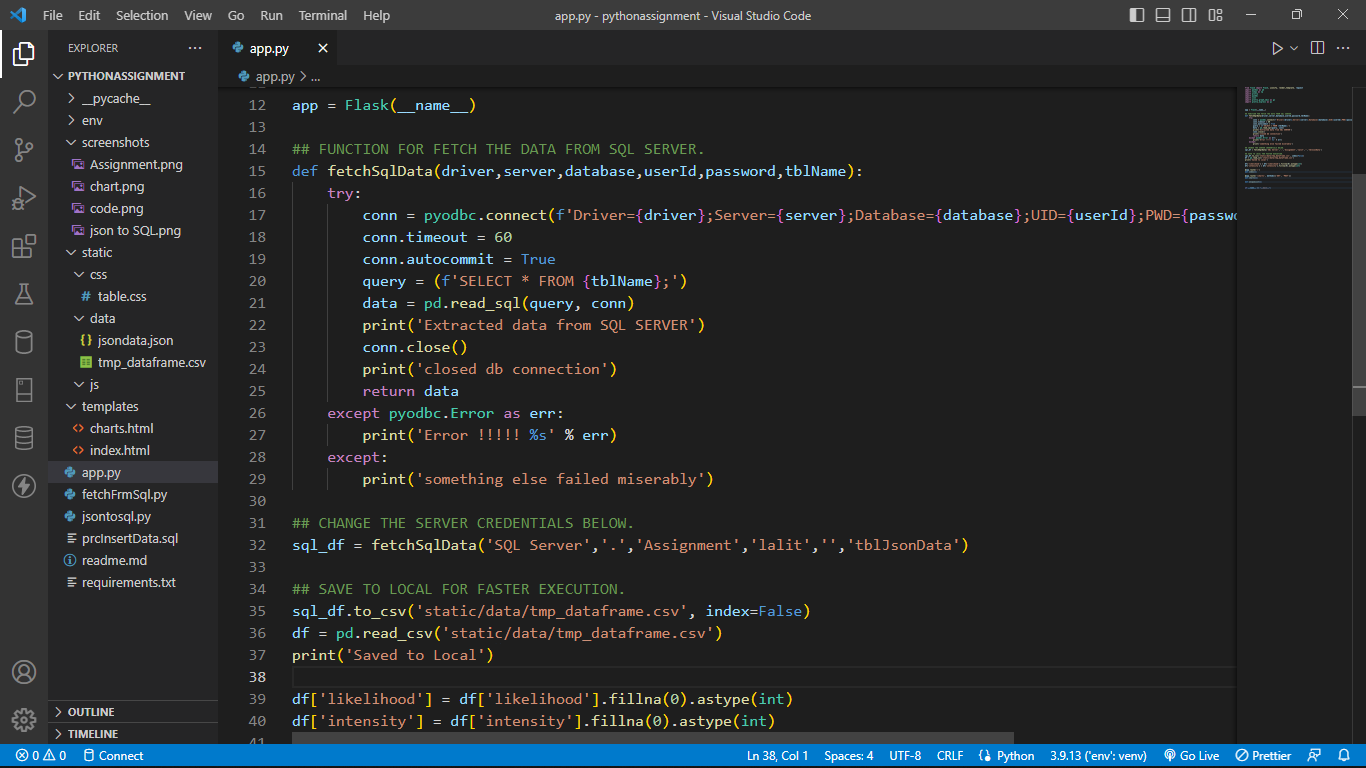 File Edit Selection View Go Run Terminal Help
app.py - pythonassignment - Visual Studio Code
EXPLORER
PYTHONASSIGNMENT
__pycache__
env
screenshots
Assignment.png
chart.png
code.png
json to SQL.png
static
css
# table.css
data
{} jsondata.json
tmp_dataframe.csv
js
templates
<> charts.html
<> index.html
app.py
fetchFrmSql.py
jsontosql.py
prcInsertData.sql
readme.md
requirements.txt
OUTLINE
TIMELINE
app.py
app.py > ...
12 app = Flask(__name__)
13
14 ## FUNCTION FOR FETCH THE DATA FROM SQL SERVER.
15 def fetchSqlData(driver,server,database,userId,password,tblName):
16 try:
17 conn = pyodbc.connect(f'Driver={driver};Server={server};Database={database};UID={userId};PWD={passwo
18 conn.timeout = 60
19 conn.autocommit = True
20 query = (f'SELECT * FROM {tblName};')
21 data = pd.read_sql(query, conn)
22 print('Extracted data from SQL SERVER')
23 conn.close()
24 print('closed db connection')
25 return data
26 except pyodbc.Error as err:
27 print('Error !!!!! %s' % err)
28 except:
29 print('something else failed miserably')
30
31 ## CHANGE THE SERVER CREDENTIALS BELOW.
32 sql_df = fetchSqlData('SQL Server','.','Assignment','lalit','','tblJsonData')
33
34 ## SAVE TO LOCAL FOR FASTER EXECUTION.
35 sql_df.to_csv('static/data/tmp_dataframe.csv', index=False)
36 df = pd.read_csv('static/data/tmp_dataframe.csv')
37 print('Saved to Local')
38
39 df['likelihood'] = df['likelihood'].fillna(0).astype(int)
40 df['intensity'] = df['intensity'].fillna(0).astype(int)
41
0 0 Connect
Ln 38, Col 1 Spaces: 4 UTF-8 CRLF Python 3.9.13 ('env': venv) Go Live Prettier